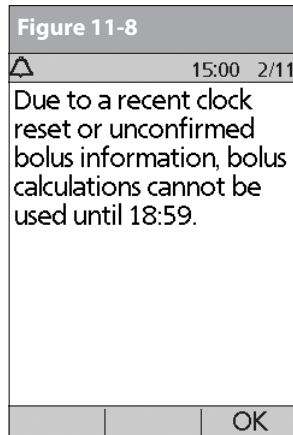 Figure 11-8
15:00 2/11
Due to a recent clock
reset or unconfirmed
bolus information, bolus
calculations cannot be
used until 18:59.
OK